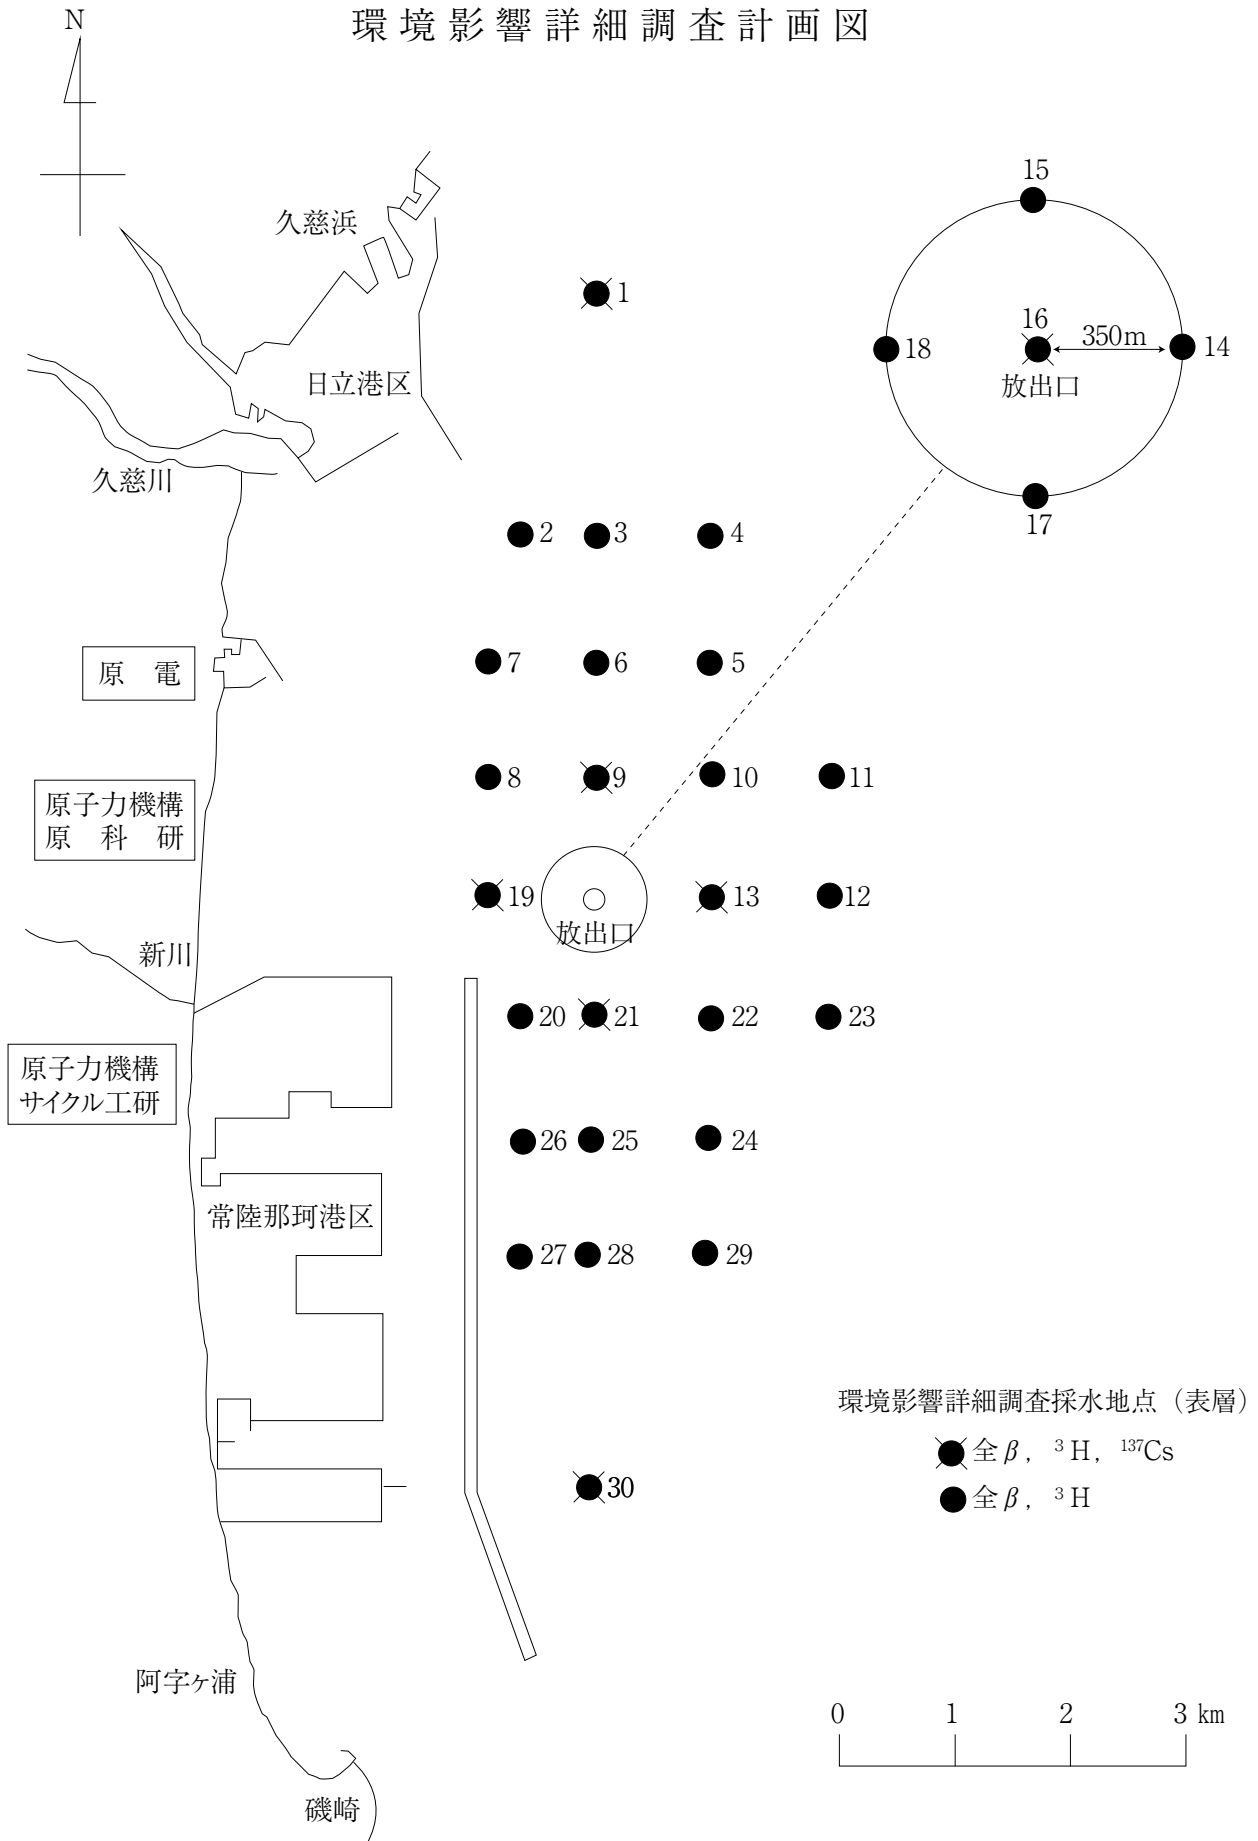 環境影響詳細調査計画図
N
15
久慈浜
1
16
350m
14
18
放出口
日立港区
久慈川
17
2
3
4
7
6
5
原 電
8
9
10
11
原子力機構
原 科 研
19
13
12
放出口
新川
20
21
22
23
原子力機構
サイクル工研
26
25
24
常陸那珂港区
27
28
29
環境影響詳細調査採水地点（表層）
全β, ³H, ¹³⁷Cs
30
全β, ³H
阿字ヶ浦
0 1 2 3 km
磯崎